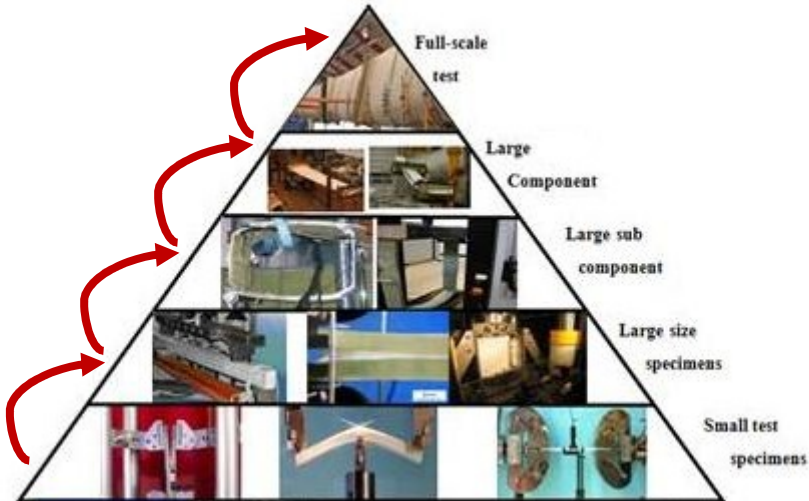 Full-scale
test
Large
Component
Large sub
component
Large size
specimens
Small test
specimens